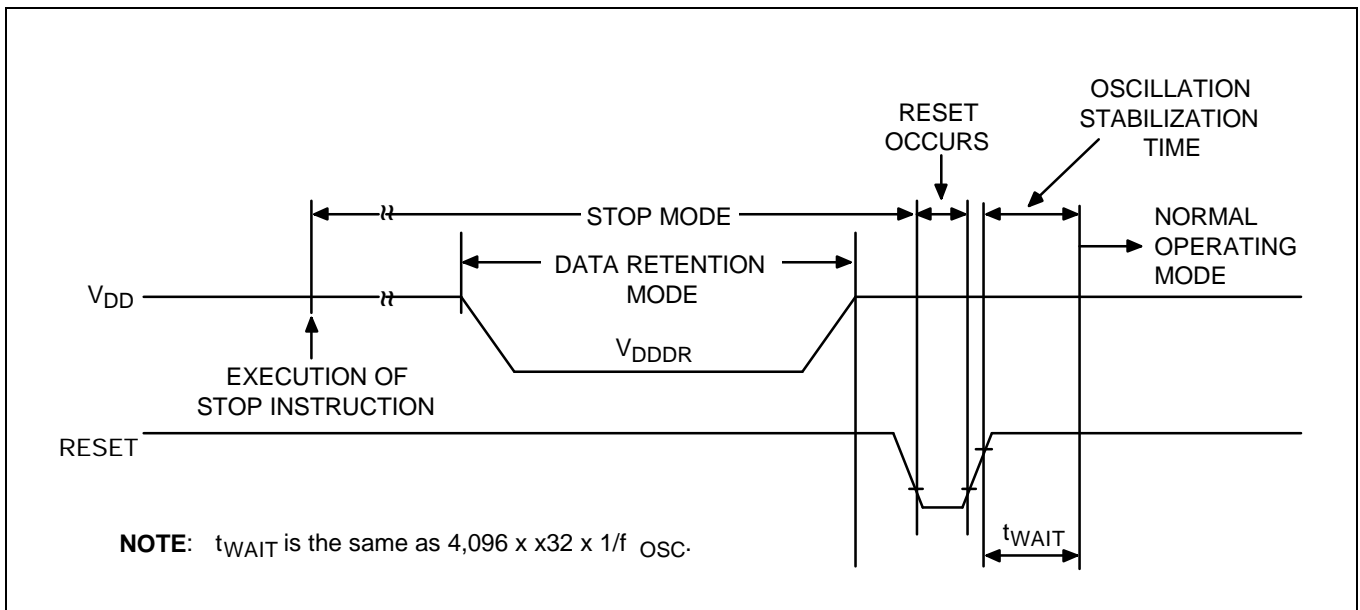 OSCILLATION
STABILIZATION
TIME
RESET
OCCURS
STOP MODE
NORMAL
OPERATING
MODE
DATA RETENTION
MODE
VDD
VDDDR
EXECUTION OF
STOP INSTRUCTION
RESET
NOTE: tWAIT is the same as 4,096 x x32 x 1/f OSC.
tWAIT